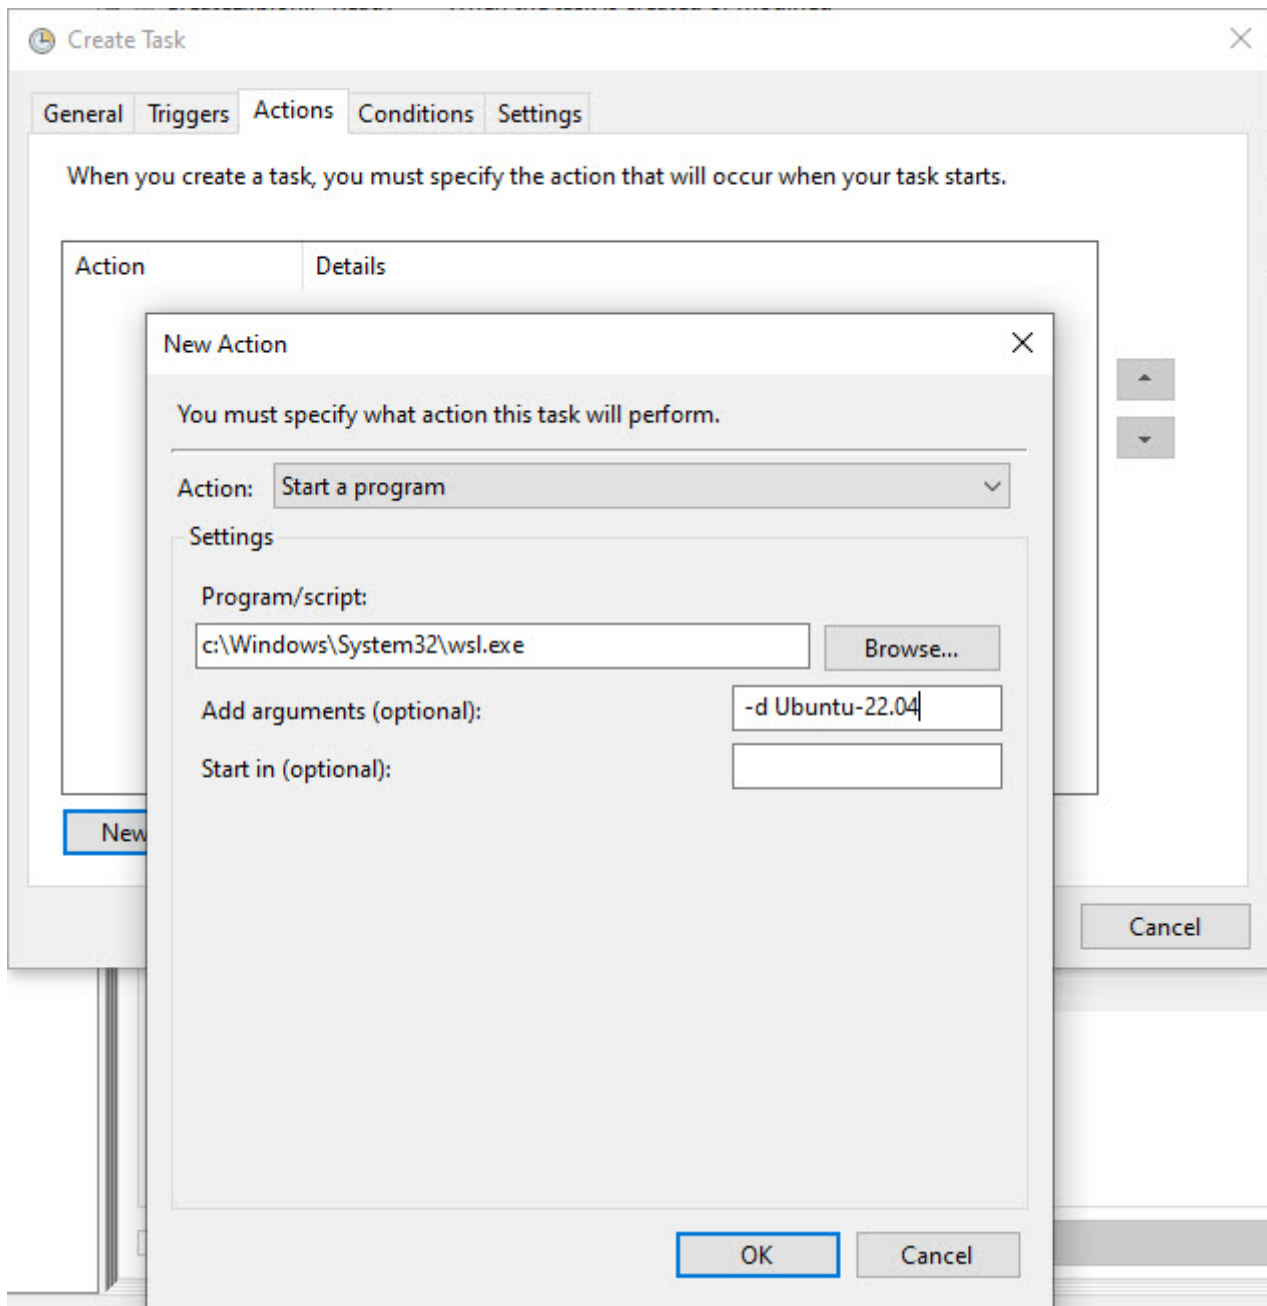 Create Task
General Triggers Actions Conditions Settings
When you create a task, you must specify the action that will occur when your task starts.
Action Details
New Action
You must specify what action this task will perform.
Action: Start a program
Settings
Program/script:
c:\Windows\System32\wsl.exe Browse...
Add arguments (optional): -d Ubuntu-22.04
Start in (optional):
New
Cancel
OK Cancel